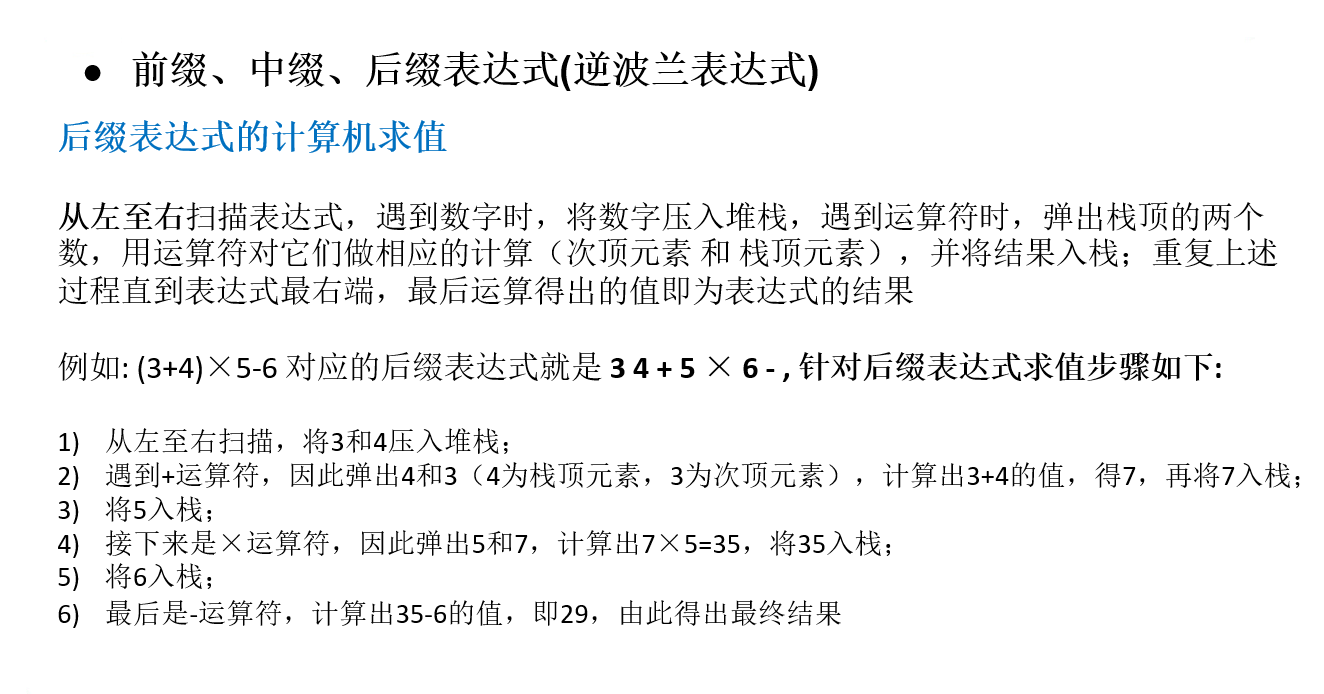 ● 前缀、中缀、后缀表达式(逆波兰表达式)
后缀表达式的计算机求值
从左至右扫描表达式，遇到数字时，将数字压入堆栈，遇到运算符时，弹出栈顶的两个
数，用运算符对它们做相应的计算（次顶元素 和 栈顶元素），并将结果入栈；重复上述
过程直到表达式最右端，最后运算得出的值即为表达式的结果
例如: (3+4)×5-6 对应的后缀表达式就是 3 4 + 5 × 6 - , 针对后缀表达式求值步骤如下:
1) 从左至右扫描，将3和4压入堆栈；
2) 遇到+运算符，因此弹出4和3（4为栈顶元素，3为次顶元素），计算出3+4的值，得7，再将7入栈；
3) 将5入栈；
4) 接下来是×运算符，因此弹出5和7，计算出7×5=35，将35入栈；
5) 将6入栈；
6) 最后是-运算符，计算出35-6的值，即29，由此得出最终结果